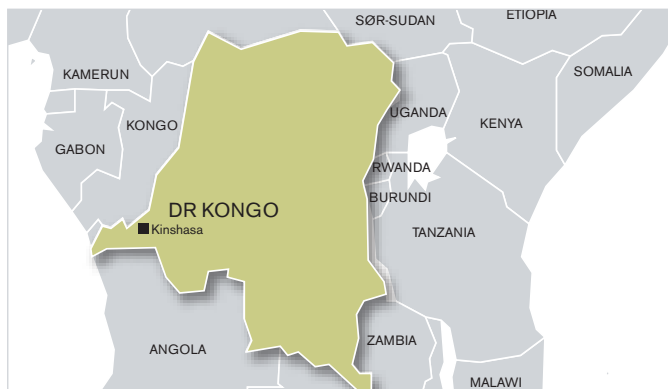 SØR-SUDAN
ETIOPIA
KAMERUN
SOMALIA
UGANDA
KONGO
KENYA
GABON
RWANDA
BURUNDI
DR KONGO
Kinshasa
TANZANIA
ZAMBIA
ANGOLA
MALAWI